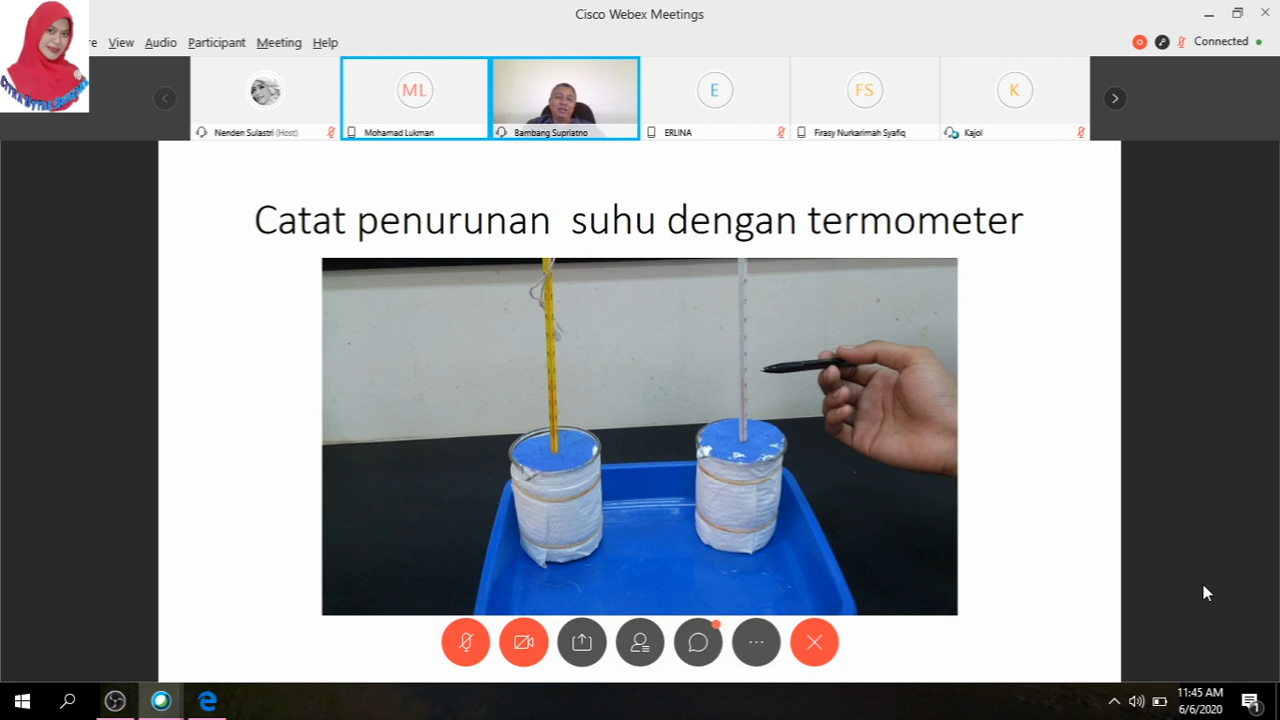 Cisco Webex Meetings
View Audio Participant Meeting Help
Connected
ML
E
FS
K
Nenden Sulastri (Host)
Mohamad Lukman
Bambang Supriatno
ERLINA
Firasy Nurkarimah Syafiq
Kajol
Catat penurunan suhu dengan termometer
11:45 AM
6/6/2020
1